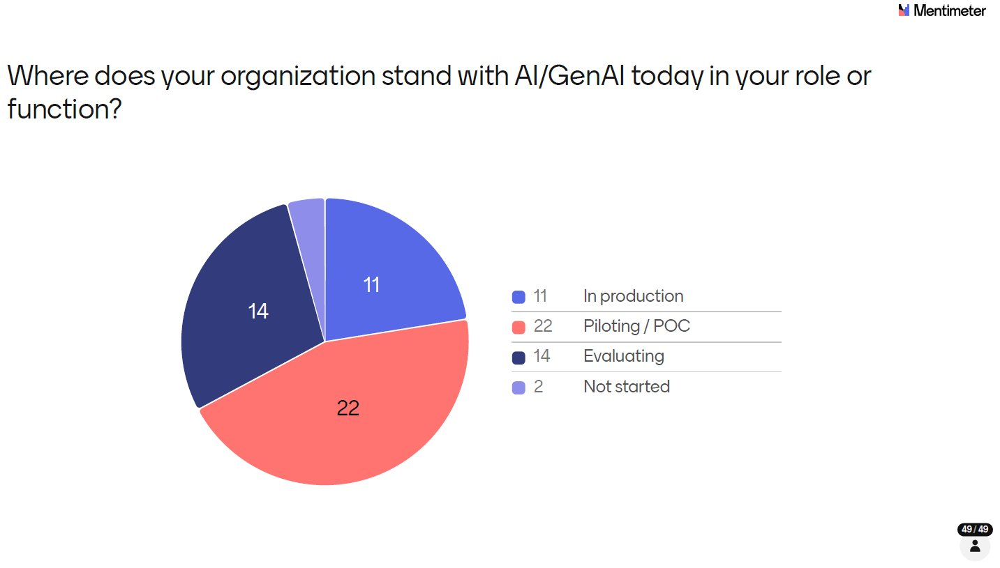 Mentimeter
Where does your organization stand with AI/GenAI today in your role or
function?
11
14
22
11 In production
22 Piloting / POC
14 Evaluating
2 Not started
49 / 49